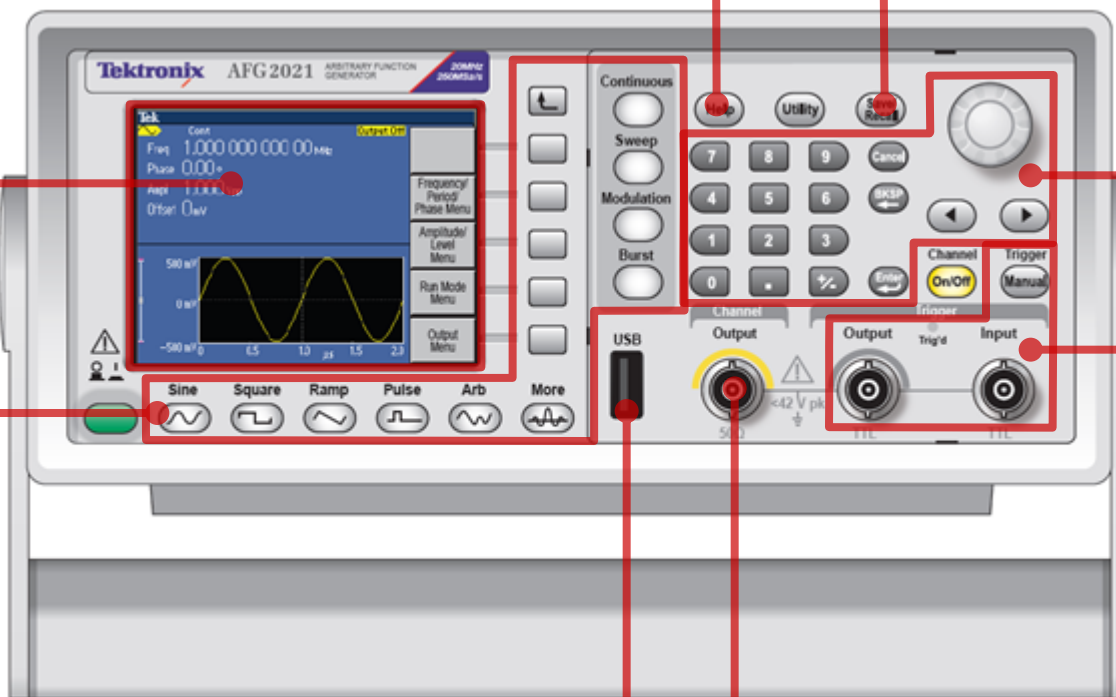 Tektronix AFG2021 ARBITRARY FUNCTION GENERATOR 20MHz 250MSa/s
Tek
Cont Output Off
Freq 1.000 000 000 00 MHz
Phase 0.00 °
Ampl 1.000
Offset 0 mV
500 mV
0 mV
-500 mV
0 0.5 1.0 μs 1.5 2.0
Frequency/
Period/
Phase Menu
Amplitude/
Level
Menu
Run Mode
Menu
Output
Menu
Sine Square Ramp Pulse Arb More
Continuous
Sweep
Modulation
Burst
USB
Help Utility Save/
Recall
7 8 9 Cancel
4 5 6 BKSP
1 2 3
0 . +/- Enter
Channel
On/Off
Trigger
Manual
Channel
Output
50Ω
<42 V pk
Trigger
Output Trig'd Input
TTL TTL